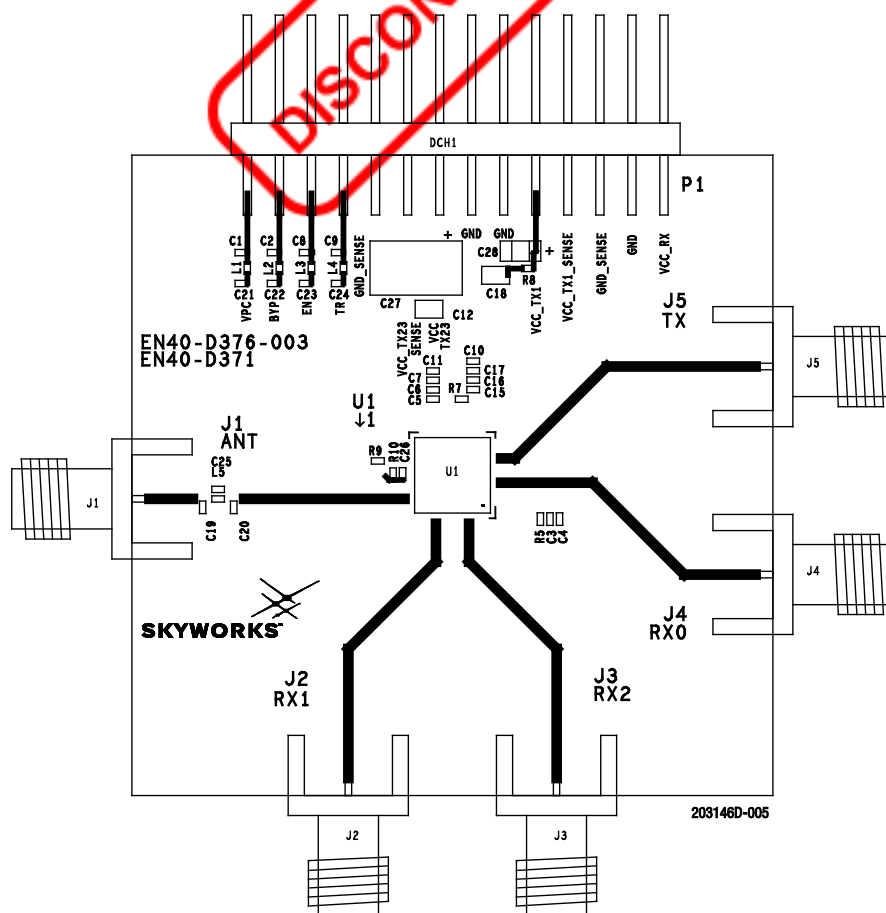 DISCON
DCH1
P1
C1 C2 C8 C9
L1 L2 L3 L4
C21 C22 C23 C24
VPC BYP EN TR
GND_SENSE
+ GND GND
C27
C28 +
C18 R8
VCC_TX1
VCC_TX1_SENSE
GND_SENSE
GND
VCC_RX
C12
VCC_TX23
SENSE
VCC
TX23
J5
TX
J5
EN40-D376-003
EN40-D371
C11 C10
C7 C17
C6 C16
C5 R7 C15
U1
↓1
J1
ANT
R9 R10 C26
U1
C25
L5
J1
C19 C20
R5 C3 C4
J4
J4
RX0
SKYWORKS
J2
RX1
J3
RX2
203146D-005
J2
J3